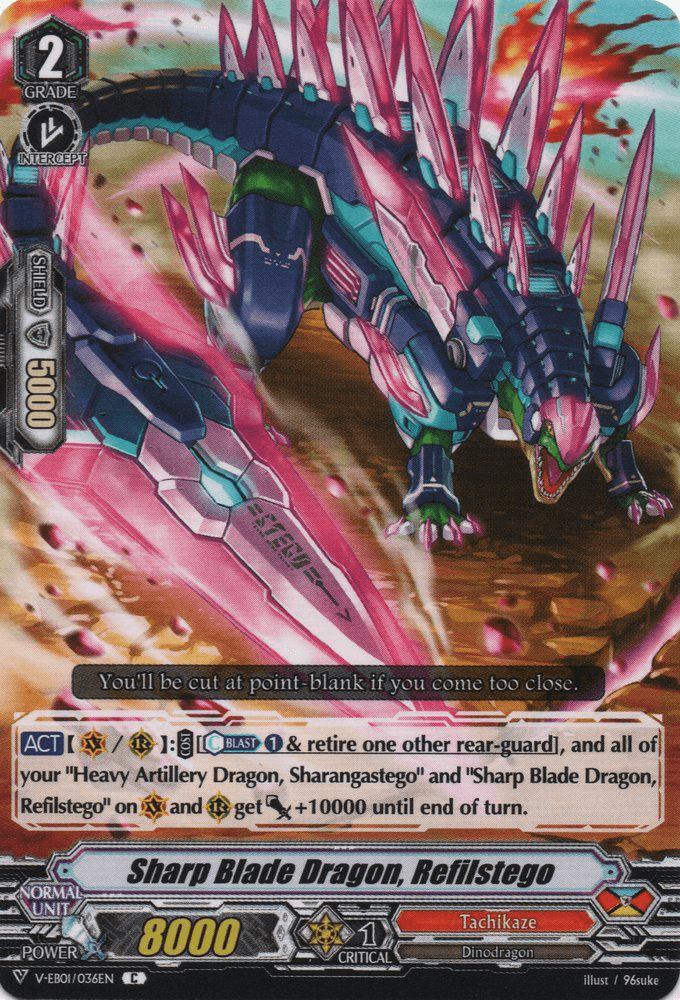 2
GRADE
INTERCEPT
SHIELD
5000
You'll be cut at point-blank if you come too close.
ACT【 V / R 】:COST [C BLAST 1 & retire one other rear-guard], and all of
your "Heavy Artillery Dragon, Sharangastego" and "Sharp Blade Dragon,
Refilstego" on V and R get +10000 until end of turn.
Sharp Blade Dragon, Refilstego
NORMAL
UNIT
Tachikaze
POWER
8000
1
CRITICAL
Dinodragon
V-EB01/036EN C
illust / 96suke